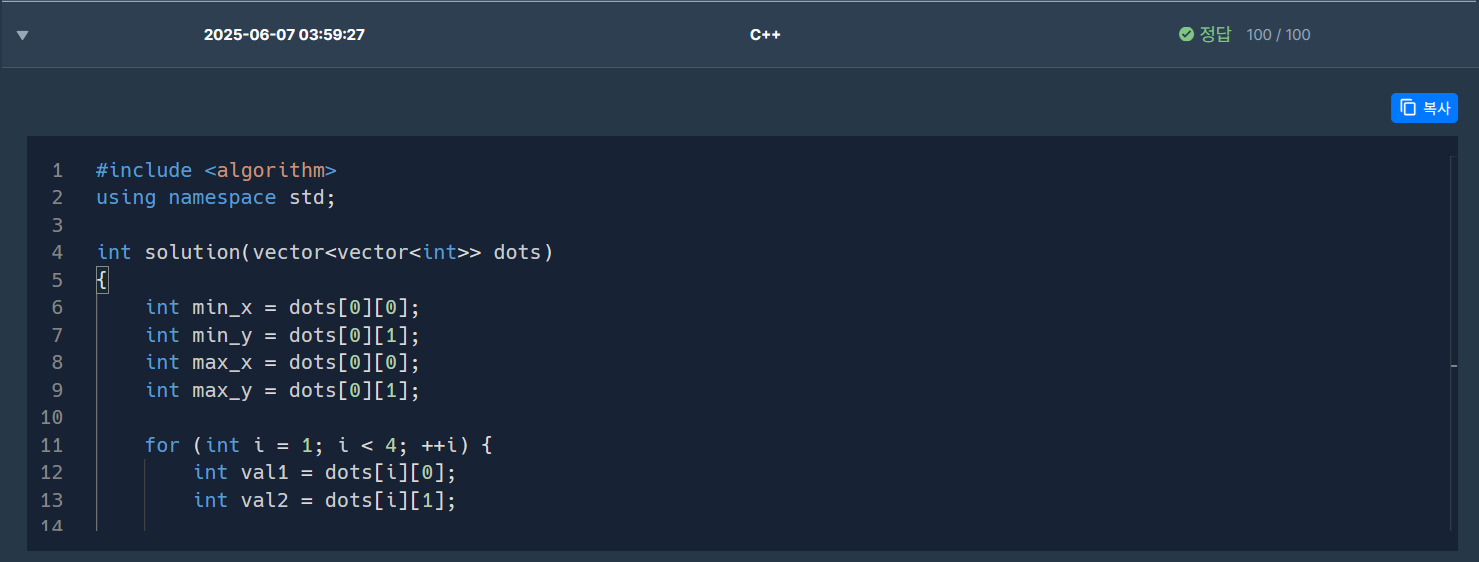 2025-06-07 03:59:27 C++ 정답 100 / 100
복사
1 #include <algorithm>
2 using namespace std;
3
4 int solution(vector<vector<int>> dots)
5 {
6 int min_x = dots[0][0];
7 int min_y = dots[0][1];
8 int max_x = dots[0][0];
9 int max_y = dots[0][1];
10
11 for (int i = 1; i < 4; ++i) {
12 int val1 = dots[i][0];
13 int val2 = dots[i][1];
14